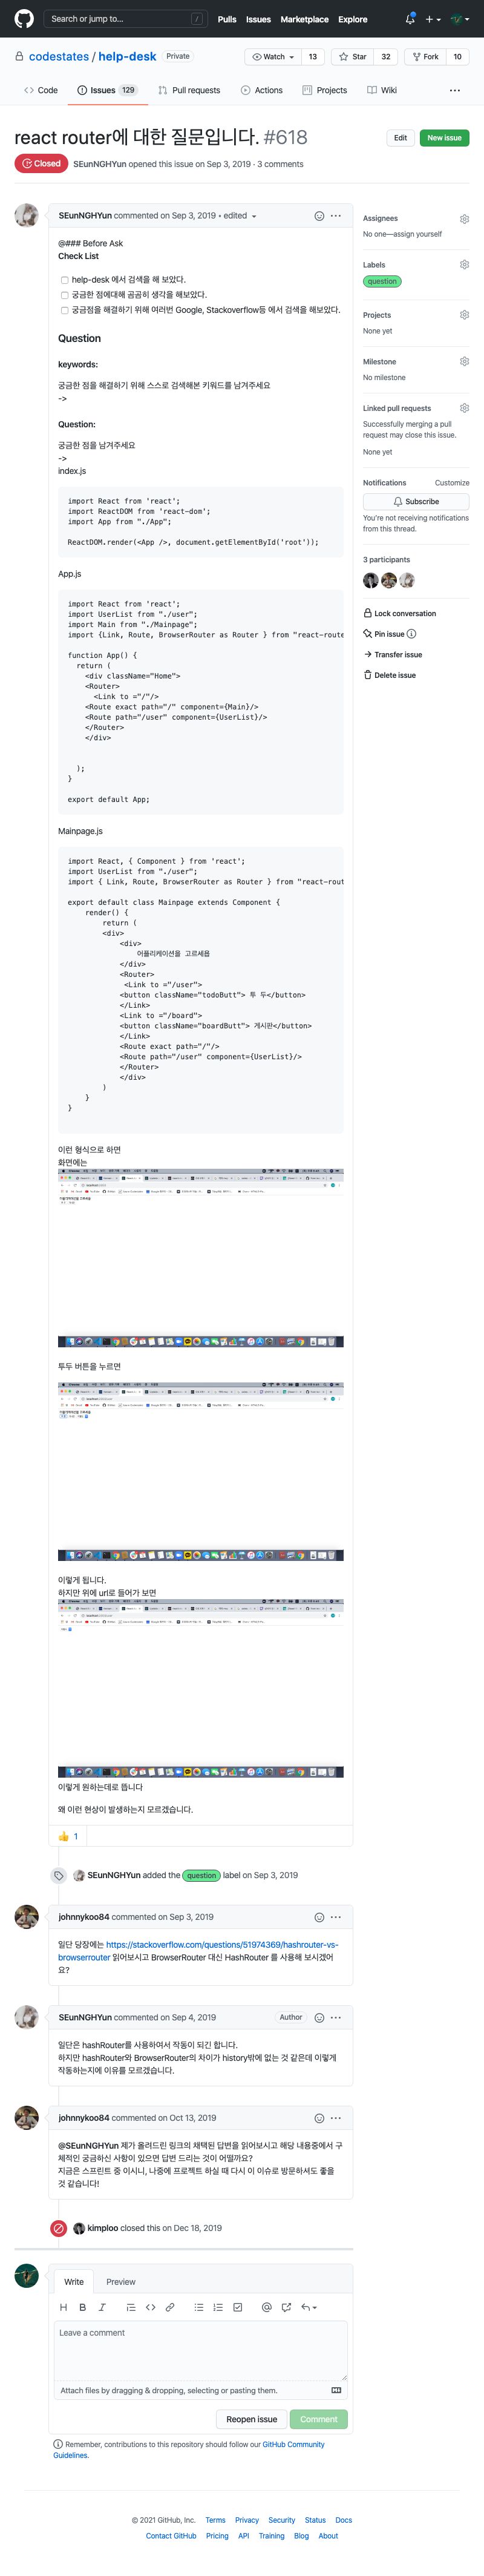 Search or jump to... /
Pulls Issues Marketplace Explore
codestates / help-desk Private
Watch 13 Star 32 Fork 10
Code Issues 129 Pull requests Actions Projects Wiki
react router에 대한 질문입니다. #618
Edit New issue
Closed SEunNGHYun opened this issue on Sep 3, 2019 · 3 comments
SEunNGHYun commented on Sep 3, 2019 • edited
@### Before Ask
Check List
help-desk 에서 검색을 해 보았다.
궁금한 점에대해 곰곰히 생각을 해보았다.
궁금점을 해결하기 위해 여러번 Google, Stackoverflow등 에서 검색을 해보았다.
Question
keywords:
궁금한 점을 해결하기 위해 스스로 검색해본 키워드를 남겨주세요
->
Question:
궁금한 점을 남겨주세요
->
index.js
import React from 'react';
import ReactDOM from 'react-dom';
import App from "./App";
ReactDOM.render(<App />, document.getElementById('root'));
App.js
import React from 'react';
import UserList from "./user";
import Main from "./Mainpage";
import {Link, Route, BrowserRouter as Router } from "react-route
function App() {
return (
<div className="Home">
<Router>
<Link to ="/"/>
<Route exact path="/" component={Main}/>
<Route path="/user" component={UserList}/>
</Router>
</div>
);
}
export default App;
Mainpage.js
import React, { Component } from 'react';
import UserList from "./user";
import { Link, Route, BrowserRouter as Router } from "react-rout
export default class Mainpage extends Component {
render() {
return (
<div>
<div>
어플리케이션을 고르세욥
</div>
<Router>
<Link to ="/user">
<button className="todoButt"> 투 두</button>
</Link>
<Link to ="/board">
<button className="boardButt"> 게시판</button>
</Link>
<Route exact path="/"/>
<Route path="/user" component={UserList}/>
</Router>
</div>
)
}
}
이런 형식으로 하면
화면에는
투두 버튼을 누르면
이렇게 됩니다.
하지만 위에 url로 들어가 보면
이렇게 원하는데로 뜹니다
왜 이런 현상이 발생하는지 모르겠습니다.
👍 1
SEunNGHYun added the question label on Sep 3, 2019
johnnykoo84 commented on Sep 3, 2019
일단 당장에는 https://stackoverflow.com/questions/51974369/hashrouter-vs-
browserrouter 읽어보시고 BrowserRouter 대신 HashRouter 를 사용해 보시겠어
요?
SEunNGHYun commented on Sep 4, 2019 Author
일단은 hashRouter를 사용하여서 작동이 되긴 합니다.
하지만 hashRouter와 BrowserRouter의 차이가 history밖에 없는 것 같은데 이렇게
작동하는지에 이유를 모르겠습니다.
johnnykoo84 commented on Oct 13, 2019
@SEunNGHYun 제가 올려드린 링크의 채택된 답변을 읽어보시고 해당 내용중에서 구
체적인 궁금하신 사항이 있으면 답변 드리는 것이 어떨까요?
지금은 스프린트 중 이시니, 나중에 프로젝트 하실 때 다시 이 이슈로 방문하셔도 좋을
것 같습니다!
kimploo closed this on Dec 18, 2019
Write Preview
Leave a comment
Attach files by dragging & dropping, selecting or pasting them.
Reopen issue Comment
Remember, contributions to this repository should follow our GitHub Community
Guidelines.
Assignees
No one—assign yourself
Labels
question
Projects
None yet
Milestone
No milestone
Linked pull requests
Successfully merging a pull
request may close this issue.
None yet
Notifications Customize
Subscribe
You're not receiving notifications
from this thread.
3 participants
Lock conversation
Pin issue
Transfer issue
Delete issue
© 2021 GitHub, Inc. Terms Privacy Security Status Docs
Contact GitHub Pricing API Training Blog About